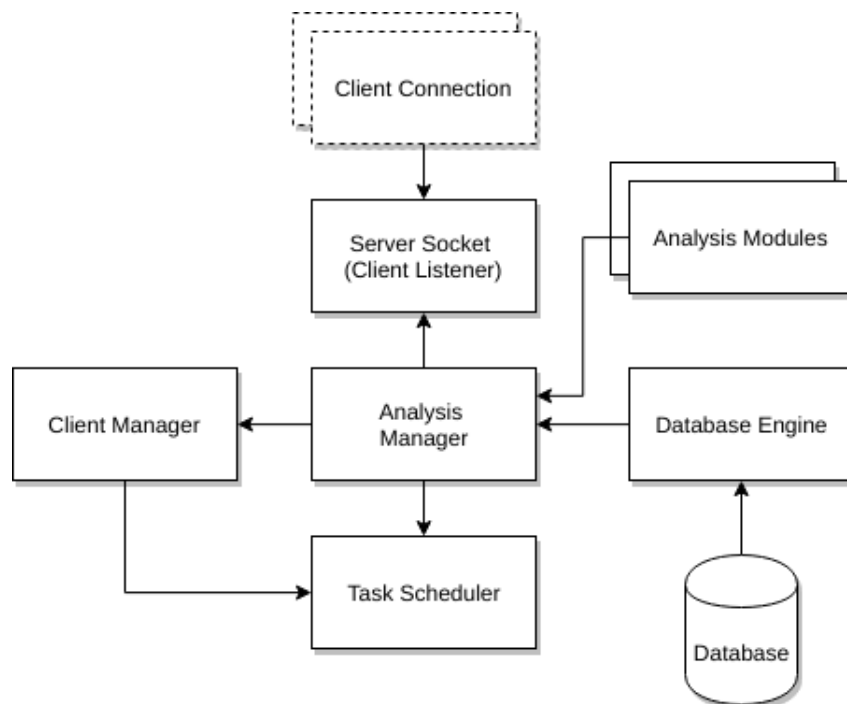 Client Connection
Server Socket
(Client Listener)
Analysis Modules
Client Manager
Analysis
Manager
Database Engine
Task Scheduler
Database